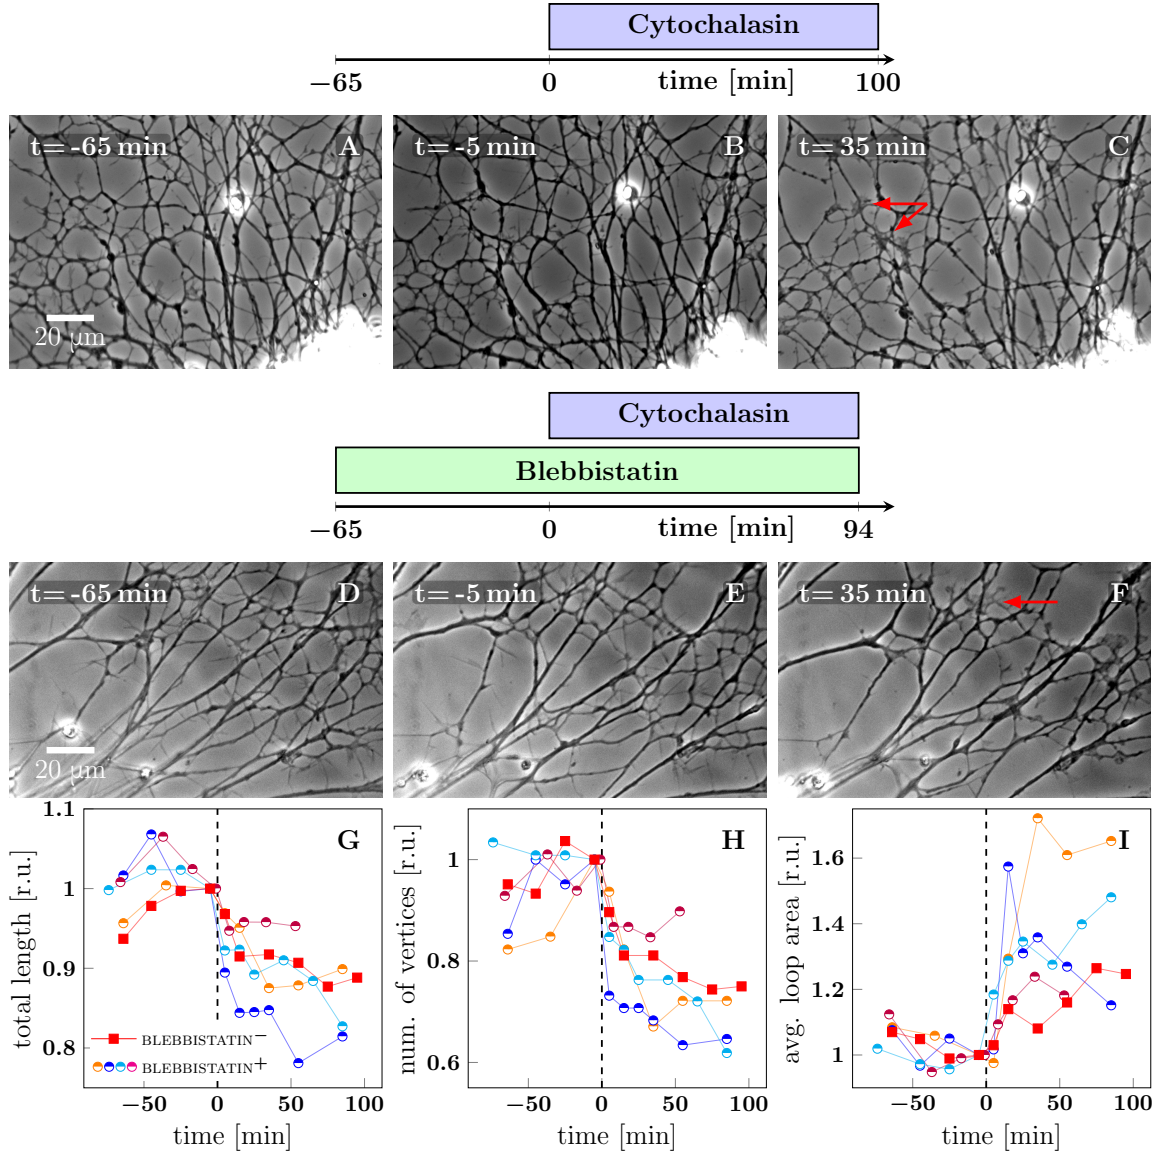 Cytochalasin
−65 0 time [min] 100
t= -65 min A
t= -5 min B
t= 35 min C
20 µm
Cytochalasin
Blebbistatin
−65 0 time [min] 94
t= -65 min D
t= -5 min E
t= 35 min F
20 µm
G
total length [r.u.]
1.1
1
0.9
0.8
BLEBBISTATIN−
BLEBBISTATIN+
−50 0 50 100
time [min]
H
num. of vertices [r.u.]
1
0.8
0.6
−50 0 50 100
time [min]
I
avg. loop area [r.u.]
1.6
1.4
1.2
1
−50 0 50 100
time [min]